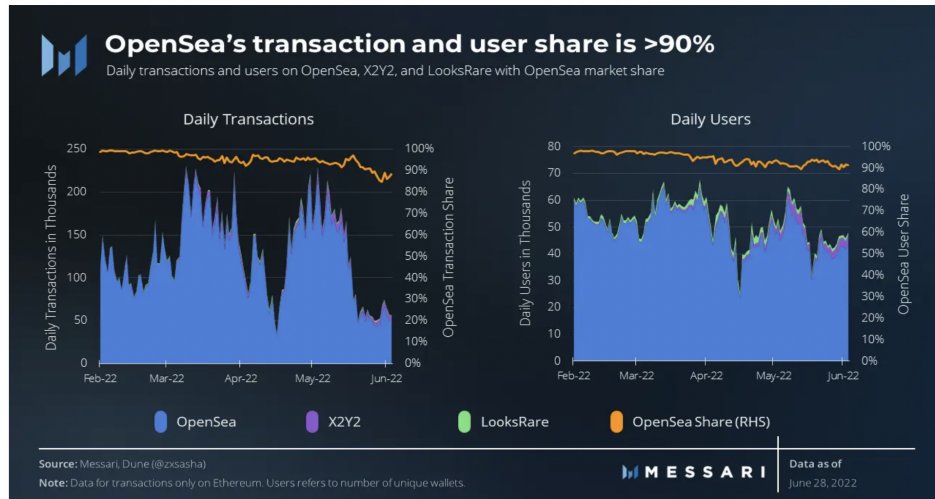 OpenSea's transaction and user share is >90%
Daily transactions and users on OpenSea, X2Y2, and LooksRare with OpenSea market share
Daily Transactions
Daily Transactions in Thousands
250
200
150
100
50
0
100%
90%
80%
70%
60%
50%
40%
30%
20%
10%
0%
OpenSea Transaction Share
Feb-22 Mar-22 Apr-22 May-22 Jun-22
Daily Users
Daily Users in Thousands
80
70
60
50
40
30
20
10
0
100%
90%
80%
70%
60%
50%
40%
30%
20%
10%
0%
OpenSea User Share
Feb-22 Mar-22 Apr-22 May-22 Jun-22
OpenSea X2Y2 LooksRare OpenSea Share (RHS)
Source: Messari, Dune (@zxsasha)
Note: Data for transactions only on Ethereum. Users refers to number of unique wallets.
MESSARI
Data as of
June 28, 2022